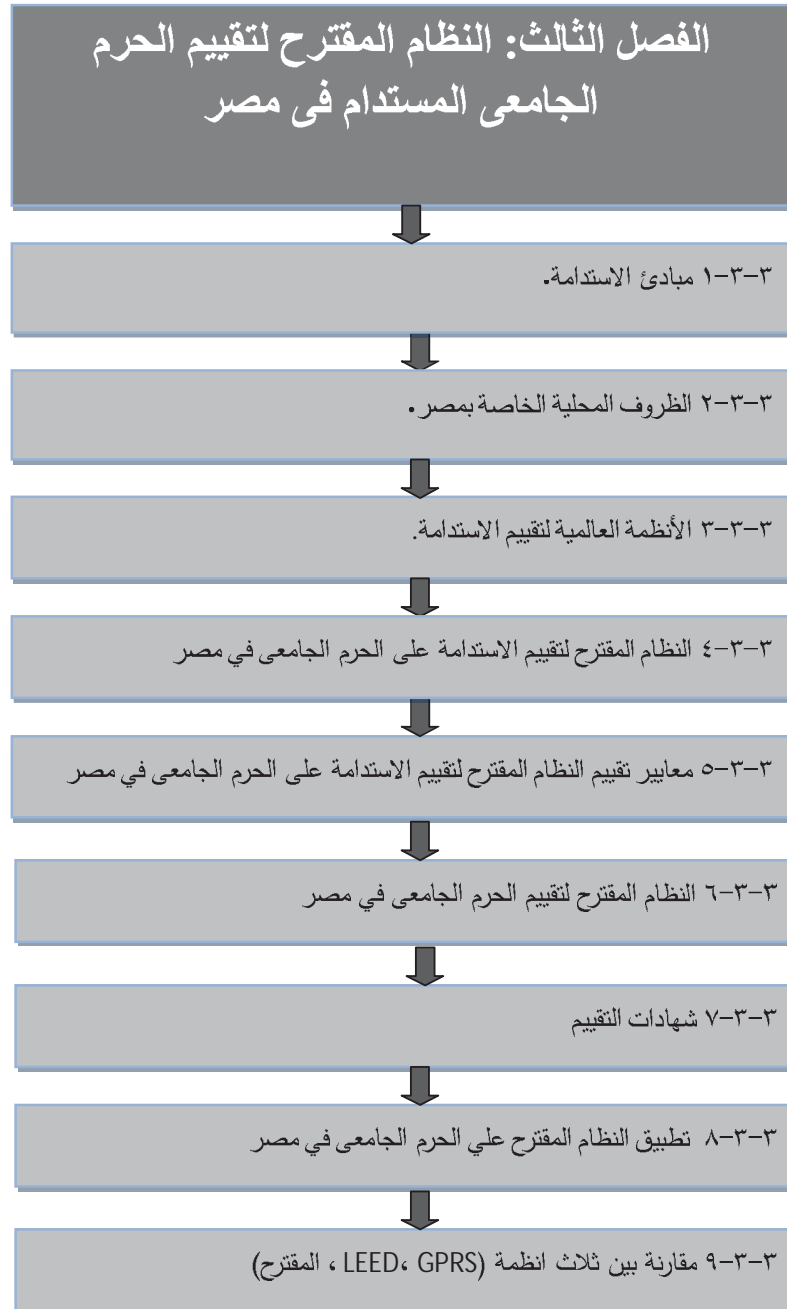 الفصل الثالث: النظام المقترح لتقييم الحرم
الجامعى المستدام فى مصر
٣-٣-١ مبادئ الاستدامة.
٣-٣-٢ الظروف المحلية الخاصة بمصر.
٣-٣-٣ الأنظمة العالمية لتقييم الاستدامة.
٣-٣-٤ النظام المقترح لتقييم الاستدامة على الحرم الجامعى في مصر
٣-٣-٥ معايير تقييم النظام المقترح لتقييم الاستدامة على الحرم الجامعى في مصر
٣-٣-٦ النظام المقترح لتقييم الحرم الجامعى في مصر
٣-٣-٧ شهادات التقييم
٣-٣-٨ تطبيق النظام المقترح علي الحرم الجامعى في مصر
٣-٣-٩ مقارنة بين ثلاث انظمة (LEED، GPRS ، المقترح)